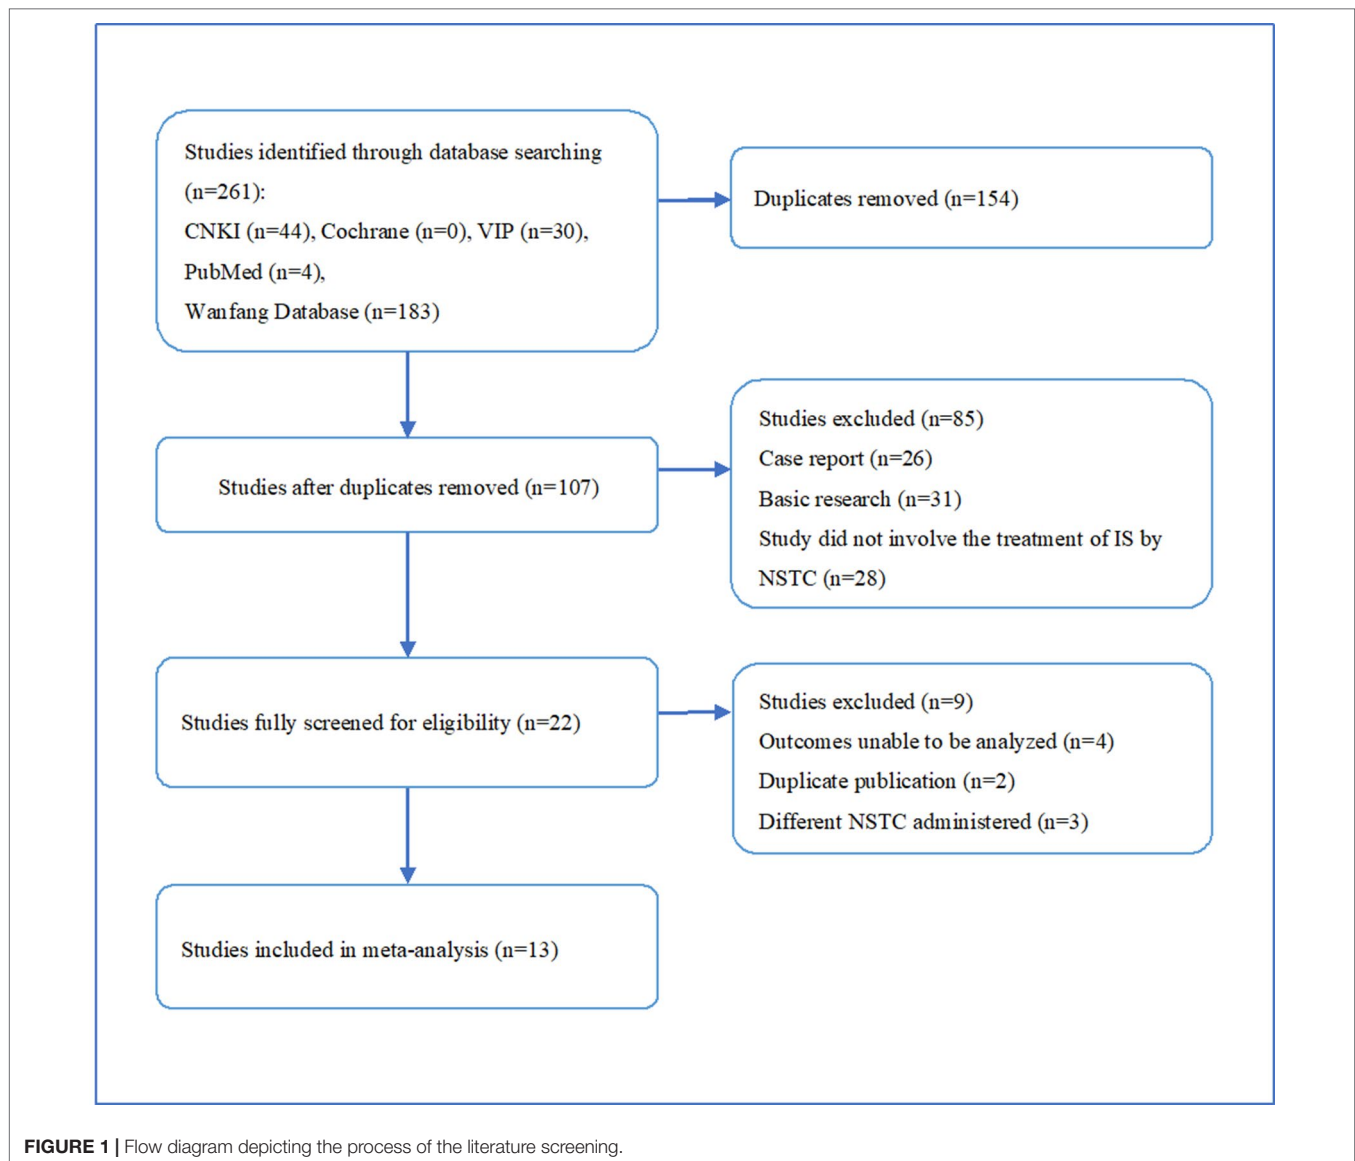 Studies identified through database searching
(n=261):
CNKI (n=44), Cochrane (n=0), VIP (n=30),
PubMed (n=4),
Wanfang Database (n=183)
Duplicates removed (n=154)
Studies after duplicates removed (n=107)
Studies excluded (n=85)
Case report (n=26)
Basic research (n=31)
Study did not involve the treatment of IS by
NSTC (n=28)
Studies fully screened for eligibility (n=22)
Studies excluded (n=9)
Outcomes unable to be analyzed (n=4)
Duplicate publication (n=2)
Different NSTC administered (n=3)
Studies included in meta-analysis (n=13)
FIGURE 1 | Flow diagram depicting the process of the literature screening.